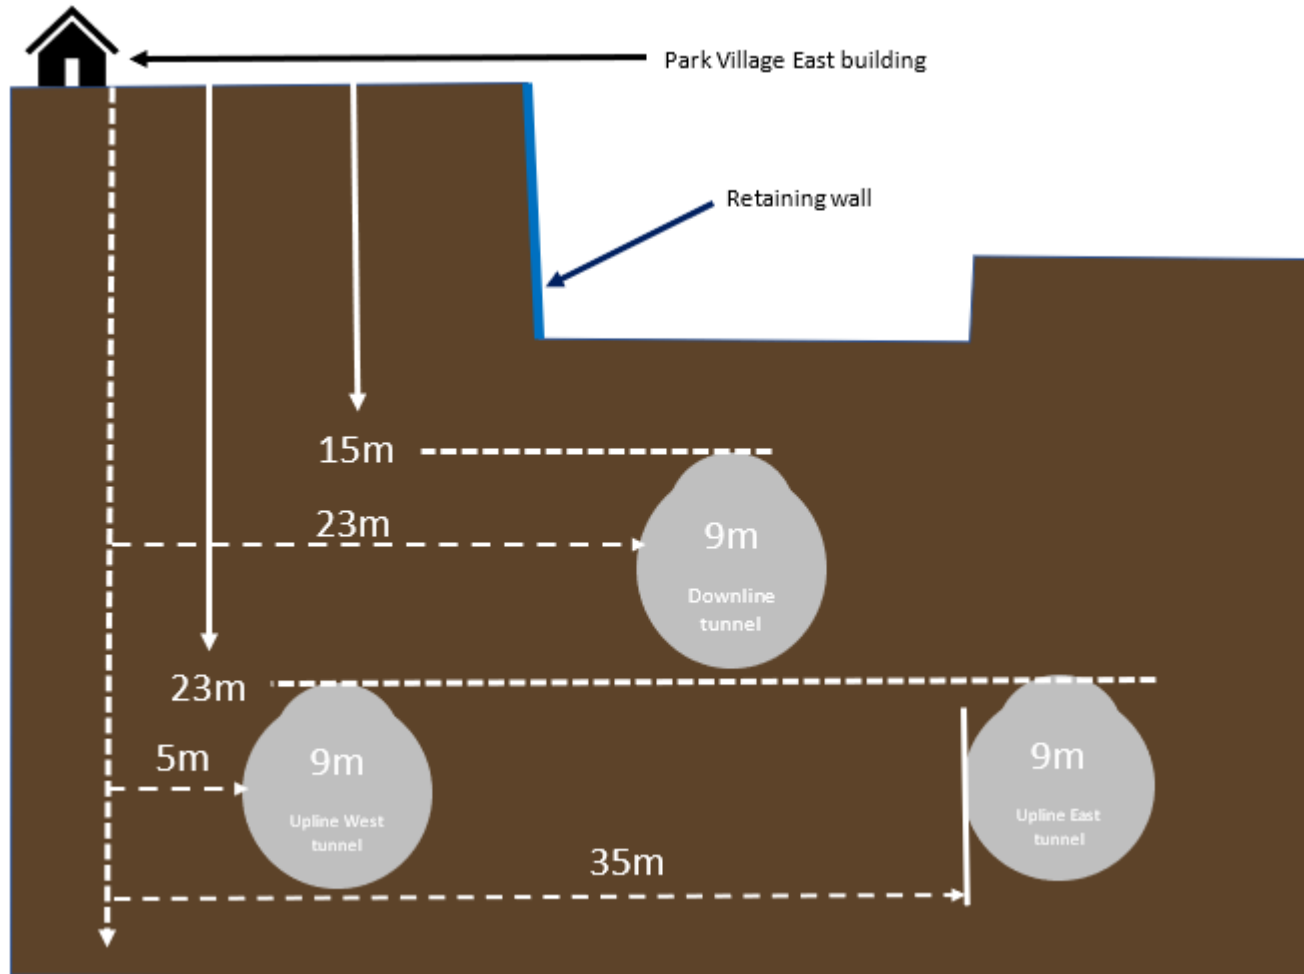 Park Village East building
Retaining wall
15m
23m
9m
Downline
tunnel
23m
5m
9m
Upline West
tunnel
9m
Upline East
tunnel
35m